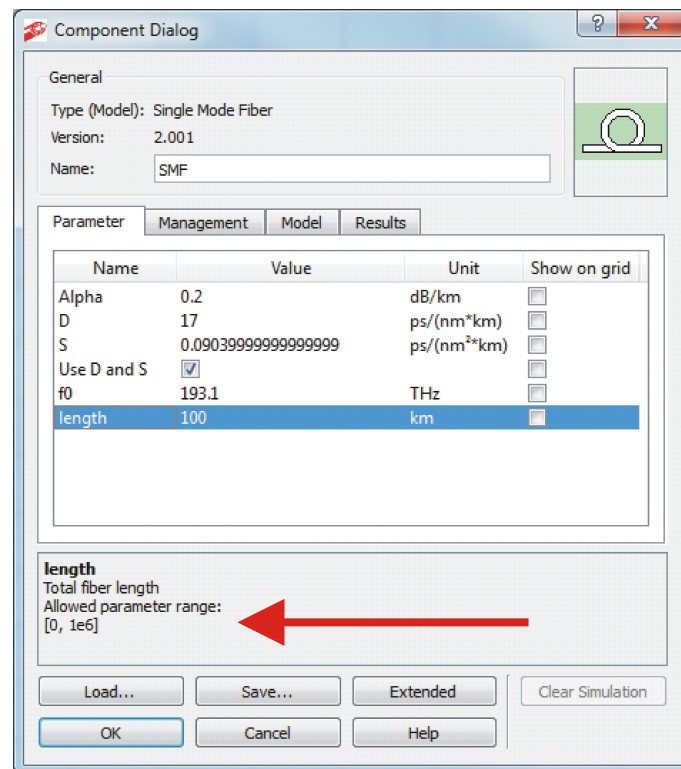 Component Dialog
? X
General
Type (Model): Single Mode Fiber
Version: 2.001
Name: SMF
Parameter Management Model Results
Name Value Unit Show on grid
Alpha 0.2 dB/km
D 17 ps/(nm*km)
S 0.09039999999999999 ps/(nm²*km)
Use D and S
f0 193.1 THz
length 100 km
length
Total fiber length
Allowed parameter range:
[0, 1e6]
Load... Save... Extended Clear Simulation
OK Cancel Help